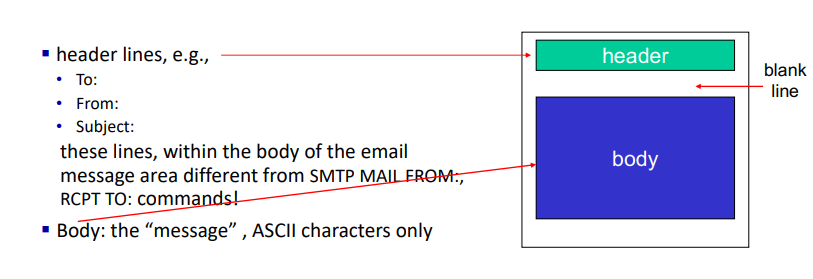 header lines, e.g.,
• To:
• From:
• Subject:
these lines, within the body of the email
message area different from SMTP MAIL FROM:,
RCPT TO: commands!
Body: the “message” , ASCII characters only
header
blank
line
body